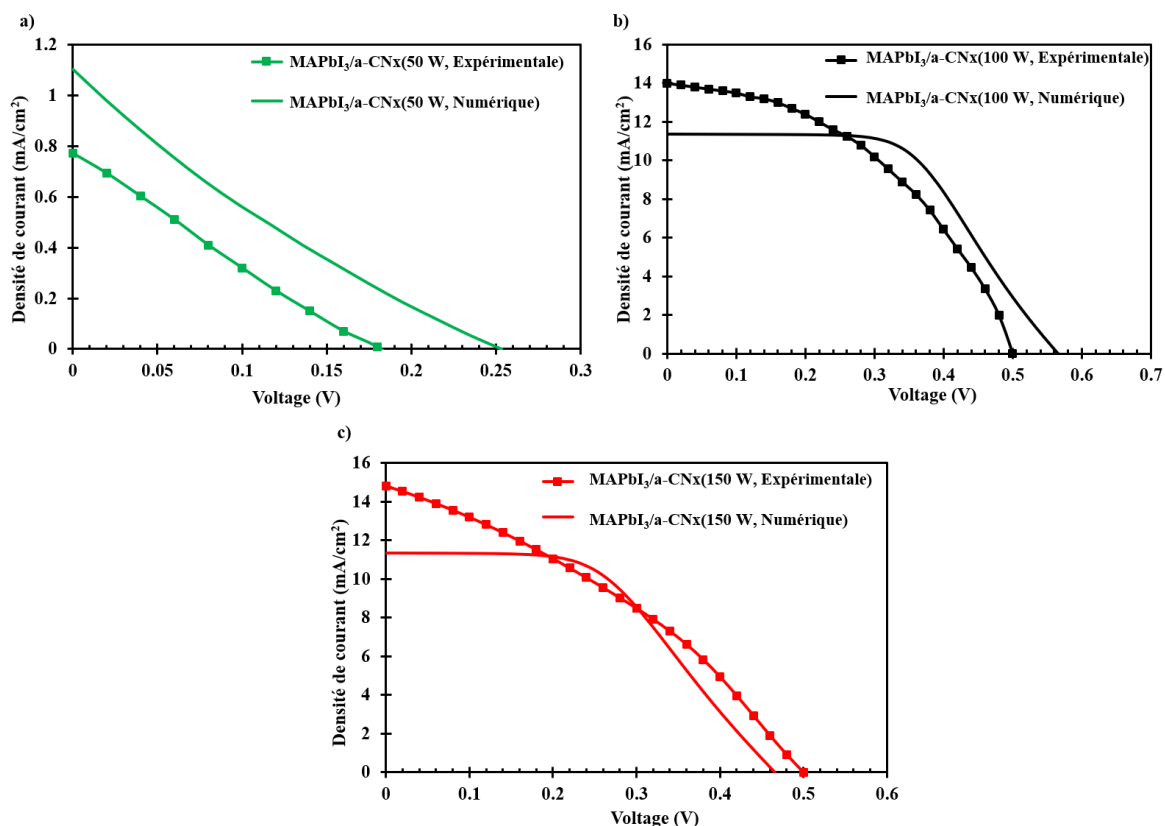 a)
MAPbI₃/a-CNx(50 W, Expérimentale)
MAPbI₃/a-CNx(50 W, Numérique)
Densité de courant (mA/cm²)
1.2
1
0.8
0.6
0.4
0.2
0
0 0.05 0.1 0.15 0.2 0.25 0.3
Voltage (V)
b)
MAPbI₃/a-CNx(100 W, Expérimentale)
MAPbI₃/a-CNx(100 W, Numérique)
Densité de courant (mA/cm²)
16
14
12
10
8
6
4
2
0
0 0.1 0.2 0.3 0.4 0.5 0.6 0.7
Voltage (V)
c)
MAPbI₃/a-CNx(150 W, Expérimentale)
MAPbI₃/a-CNx(150 W, Numérique)
Densité de courant (mA/cm²)
16
14
12
10
8
6
4
2
0
0 0.1 0.2 0.3 0.4 0.5 0.6
Voltage (V)